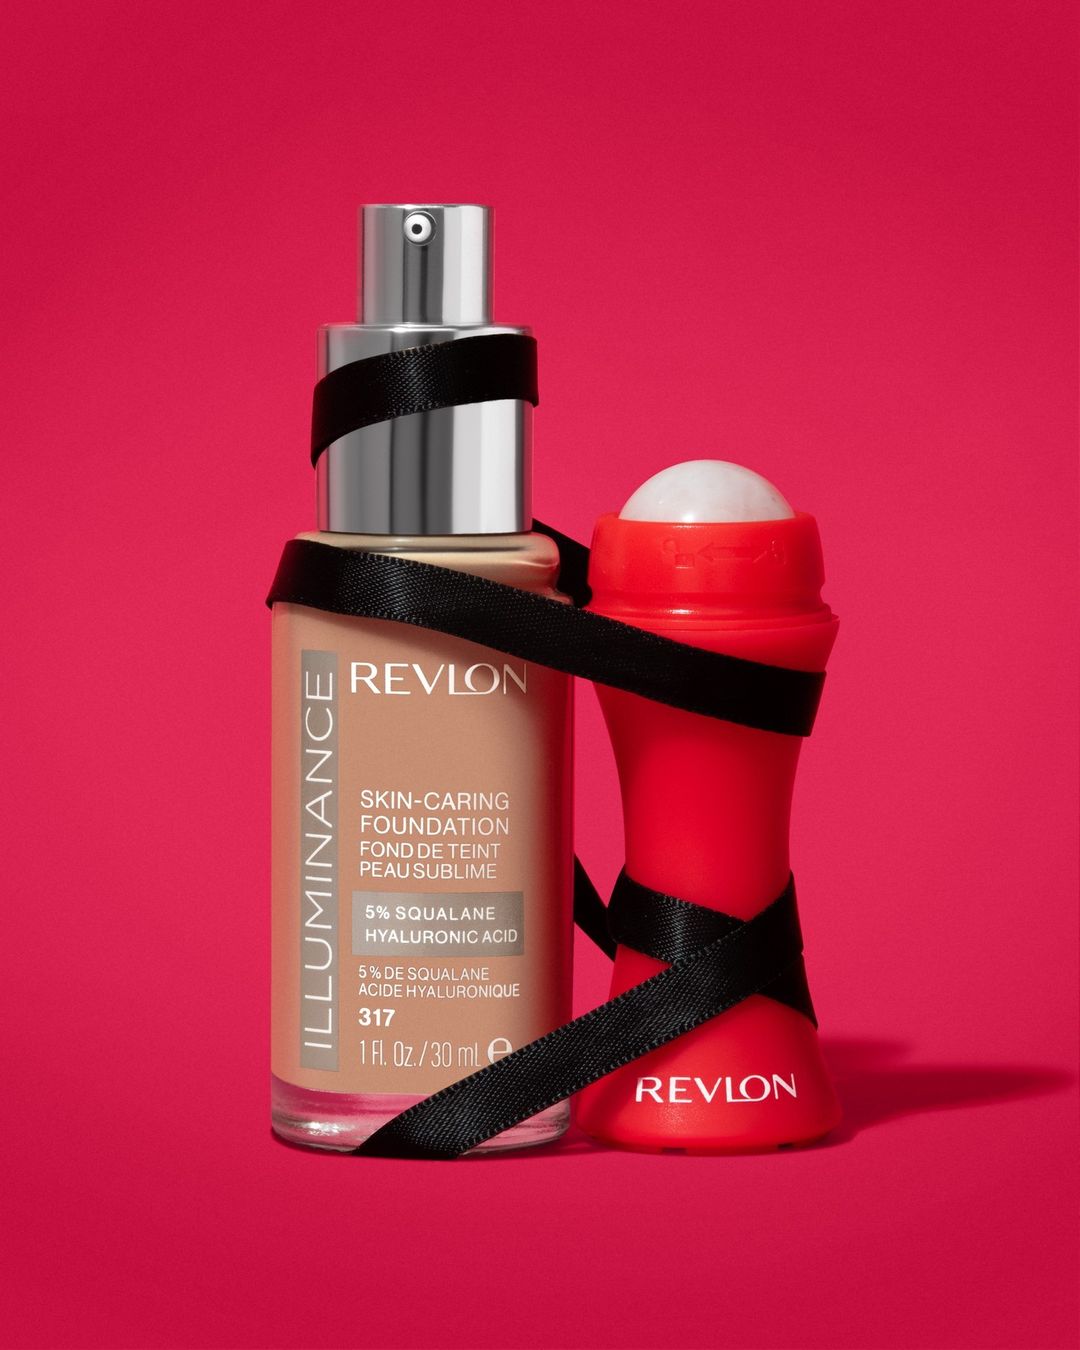 REVLON
ILLUMINANCE
SKIN-CARING
FOUNDATION
FOND DE TEINT
PEAU SUBLIME
5% SQUALANE
HYALURONIC ACID
5% DE SQUALANE
ACIDE HYALURONIQUE
317
1 Fl. Oz./30 mL ℮
REVLON